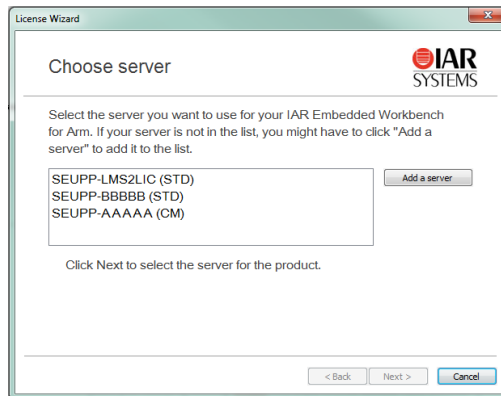 License Wizard
x
Choose server
IAR
SYSTEMS
Select the server you want to use for your IAR Embedded Workbench
for Arm. If your server is not in the list, you might have to click "Add a
server" to add it to the list.
SEUPP-LMS2LIC (STD)
SEUPP-BBBBB (STD)
SEUPP-AAAAA (CM)
Add a server
Click Next to select the server for the product.
< Back
Next >
Cancel